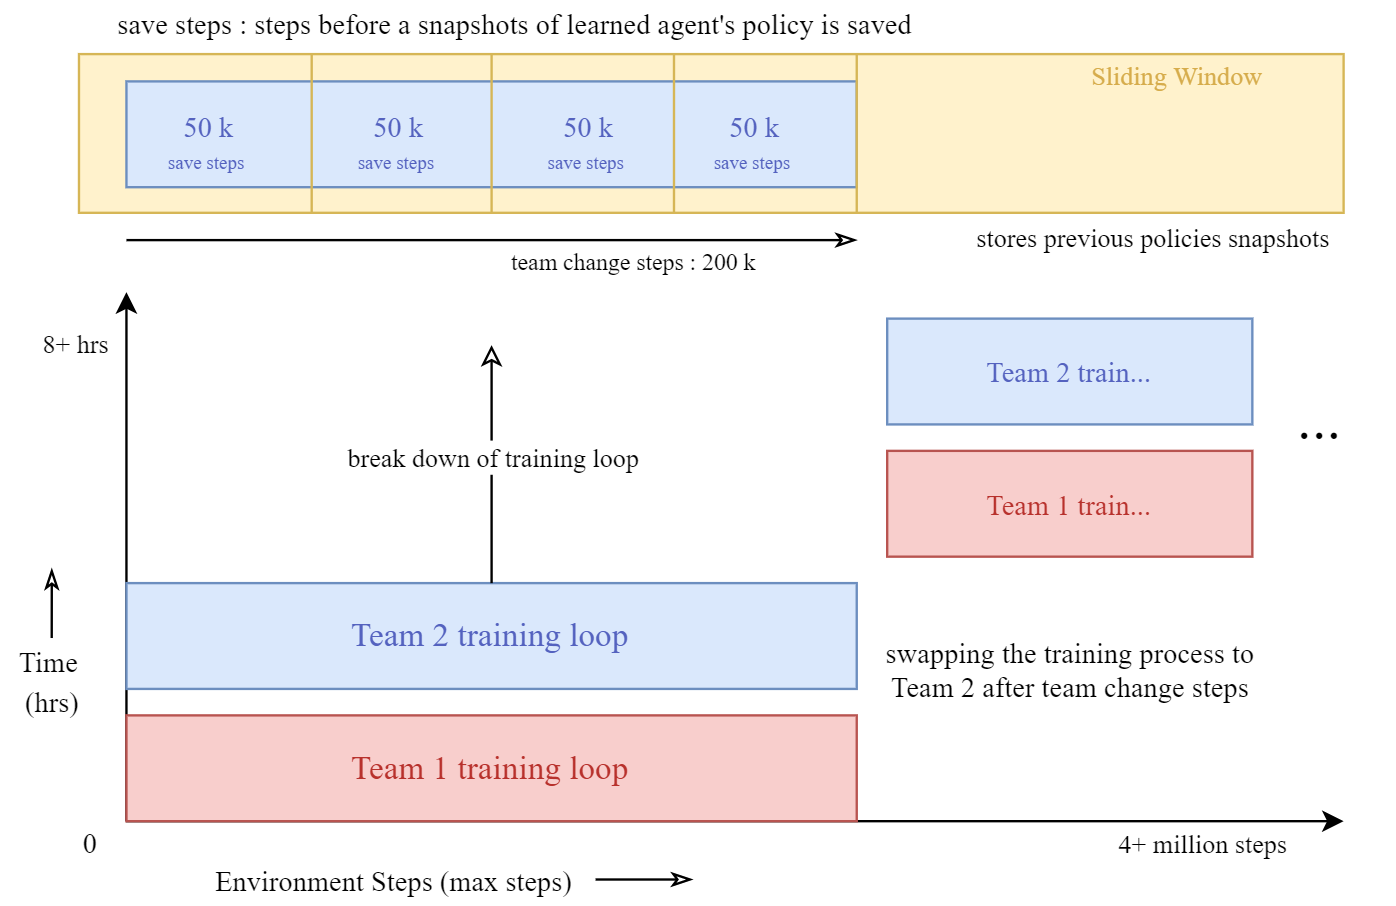 save steps : steps before a snapshots of learned agent's policy is saved
Sliding Window
50 k
save steps
50 k
save steps
50 k
save steps
50 k
save steps
stores previous policies snapshots
team change steps : 200 k
8+ hrs
Team 2 train...
break down of training loop
...
Team 1 train...
Team 2 training loop
Time
(hrs)
swapping the training process to
Team 2 after team change steps
Team 1 training loop
0
4+ million steps
Environment Steps (max steps)